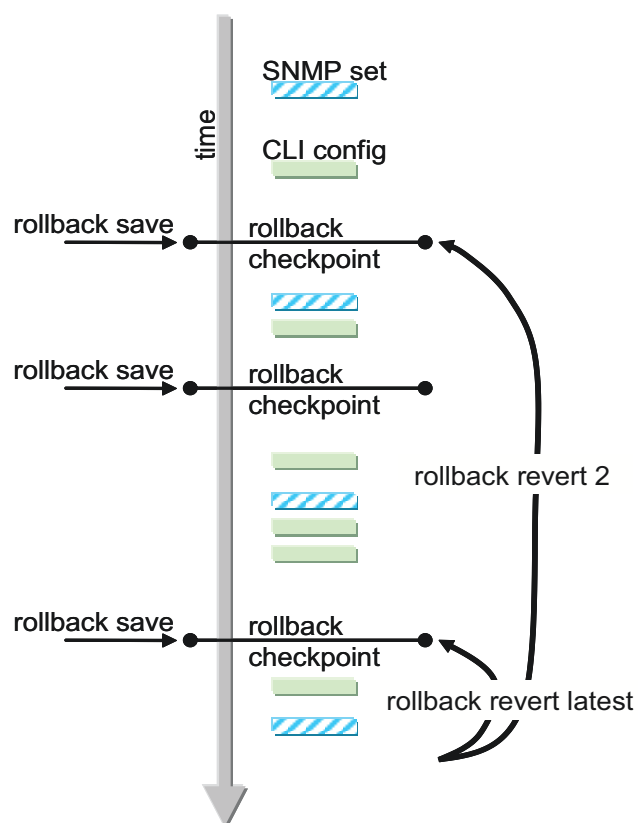 SNMP set
time
CLI config
rollback save
rollback
checkpoint
rollback save
rollback
checkpoint
rollback revert 2
rollback save
rollback
checkpoint
rollback revert latest